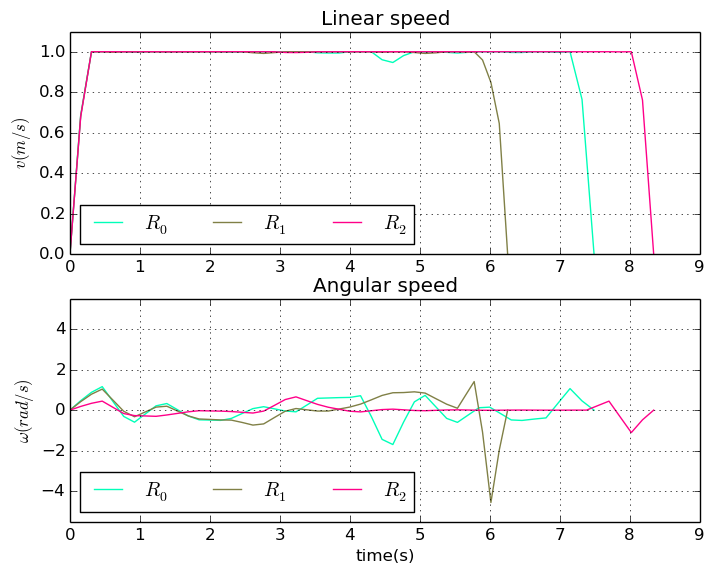 Linear speed
1.0
0.8
0.6
0.4
0.2
0.0
v(m/s)
R₀ R₁ R₂
0 1 2 3 4 5 6 7 8 9
Angular speed
4
2
0
−2
−4
ω(rad/s)
R₀ R₁ R₂
0 1 2 3 4 5 6 7 8 9
time(s)